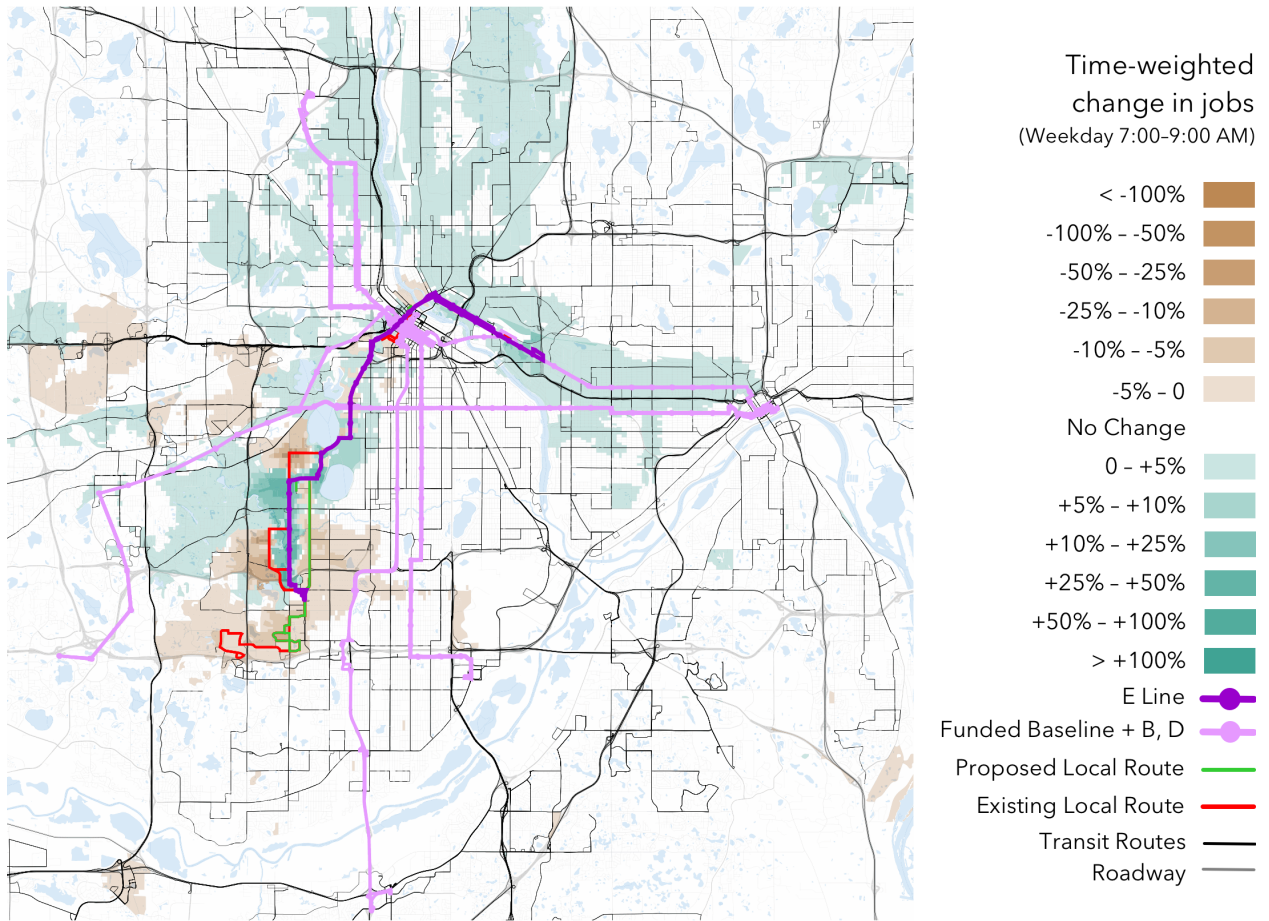 Time-weighted
change in jobs
(Weekday 7:00–9:00 AM)
< -100%
-100% – -50%
-50% – -25%
-25% – -10%
-10% – -5%
-5% – 0
No Change
0 – +5%
+5% – +10%
+10% – +25%
+25% – +50%
+50% – +100%
> +100%
E Line
Funded Baseline + B, D
Proposed Local Route
Existing Local Route
Transit Routes
Roadway